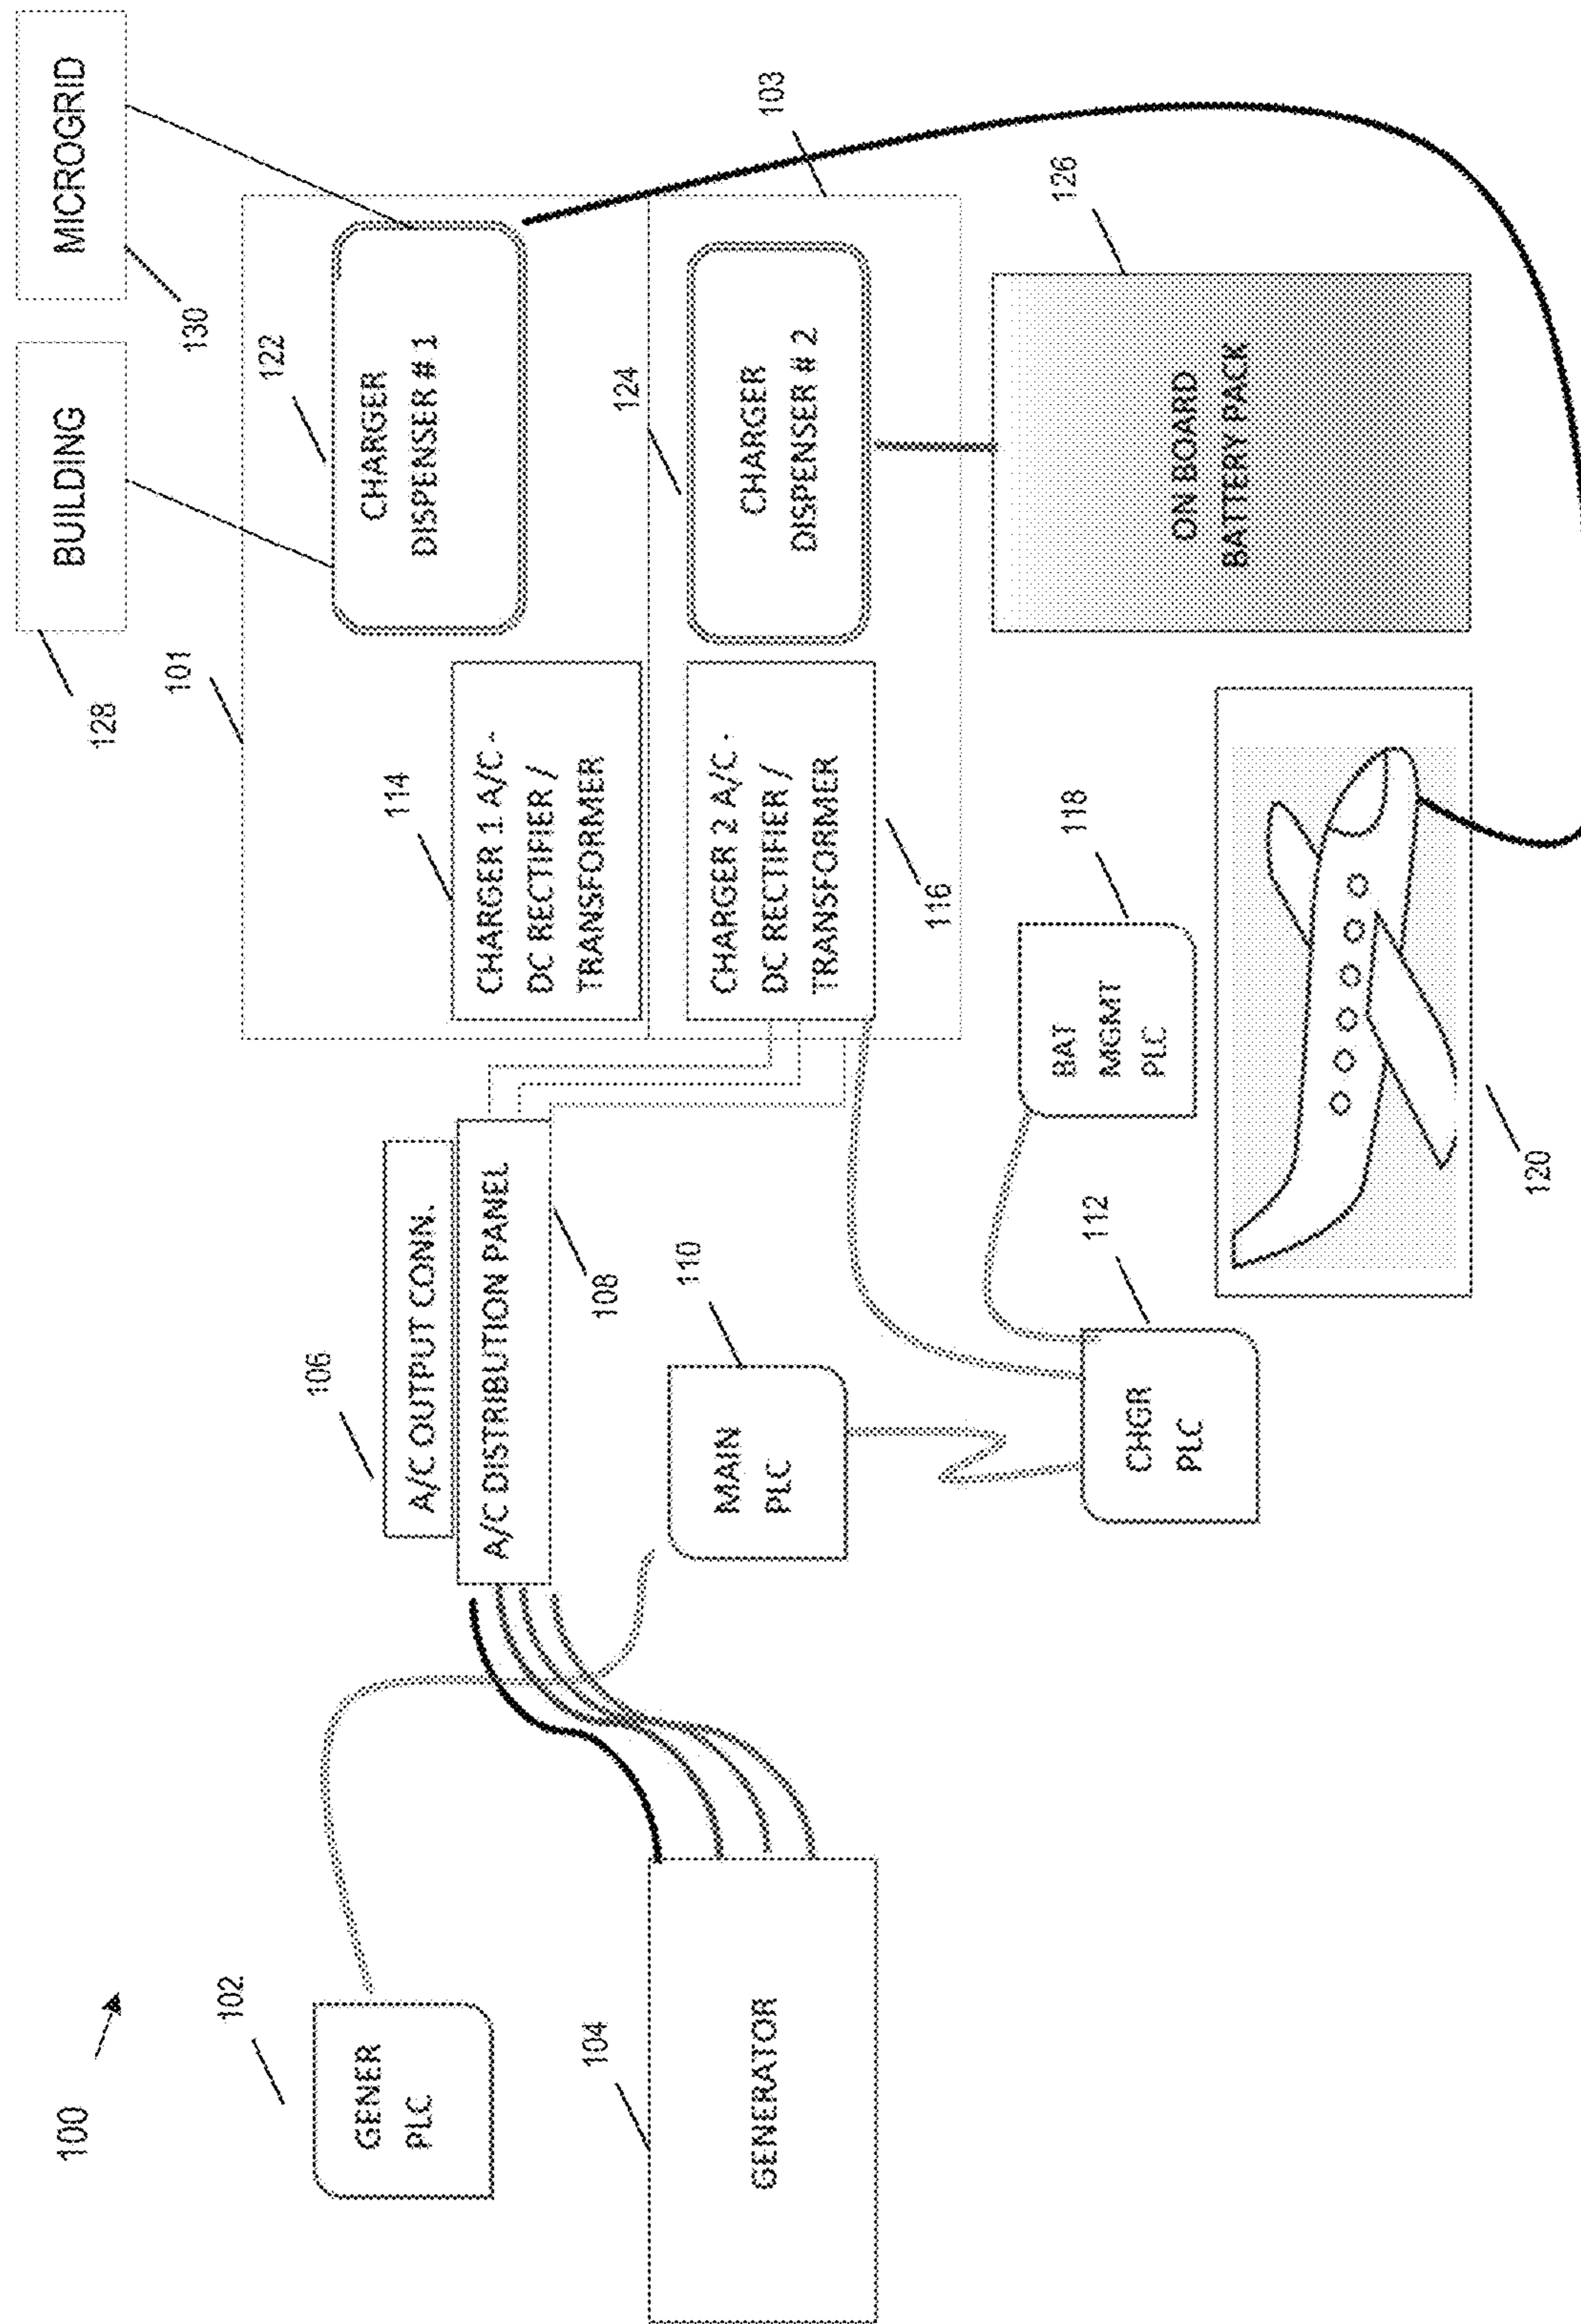 100
102
GENER
PLC
104
GENERATOR
106
A/C OUTPUT CONN.
A/C DISTRIBUTION PANEL
108
110
MAIN
PLC
112
CHGR
PLC
128
BUILDING
130
MICROGRID
101
103
114
CHARGER 1 A/C -
DC RECTIFIER /
TRANSFORMER
122
CHARGER
DISPENSER # 1
CHARGER 2 A/C -
DC RECTIFIER /
TRANSFORMER
116
124
CHARGER
DISPENSER # 2
118
BAT
MGMT
PLC
126
ON BOARD
BATTERY PACK
120